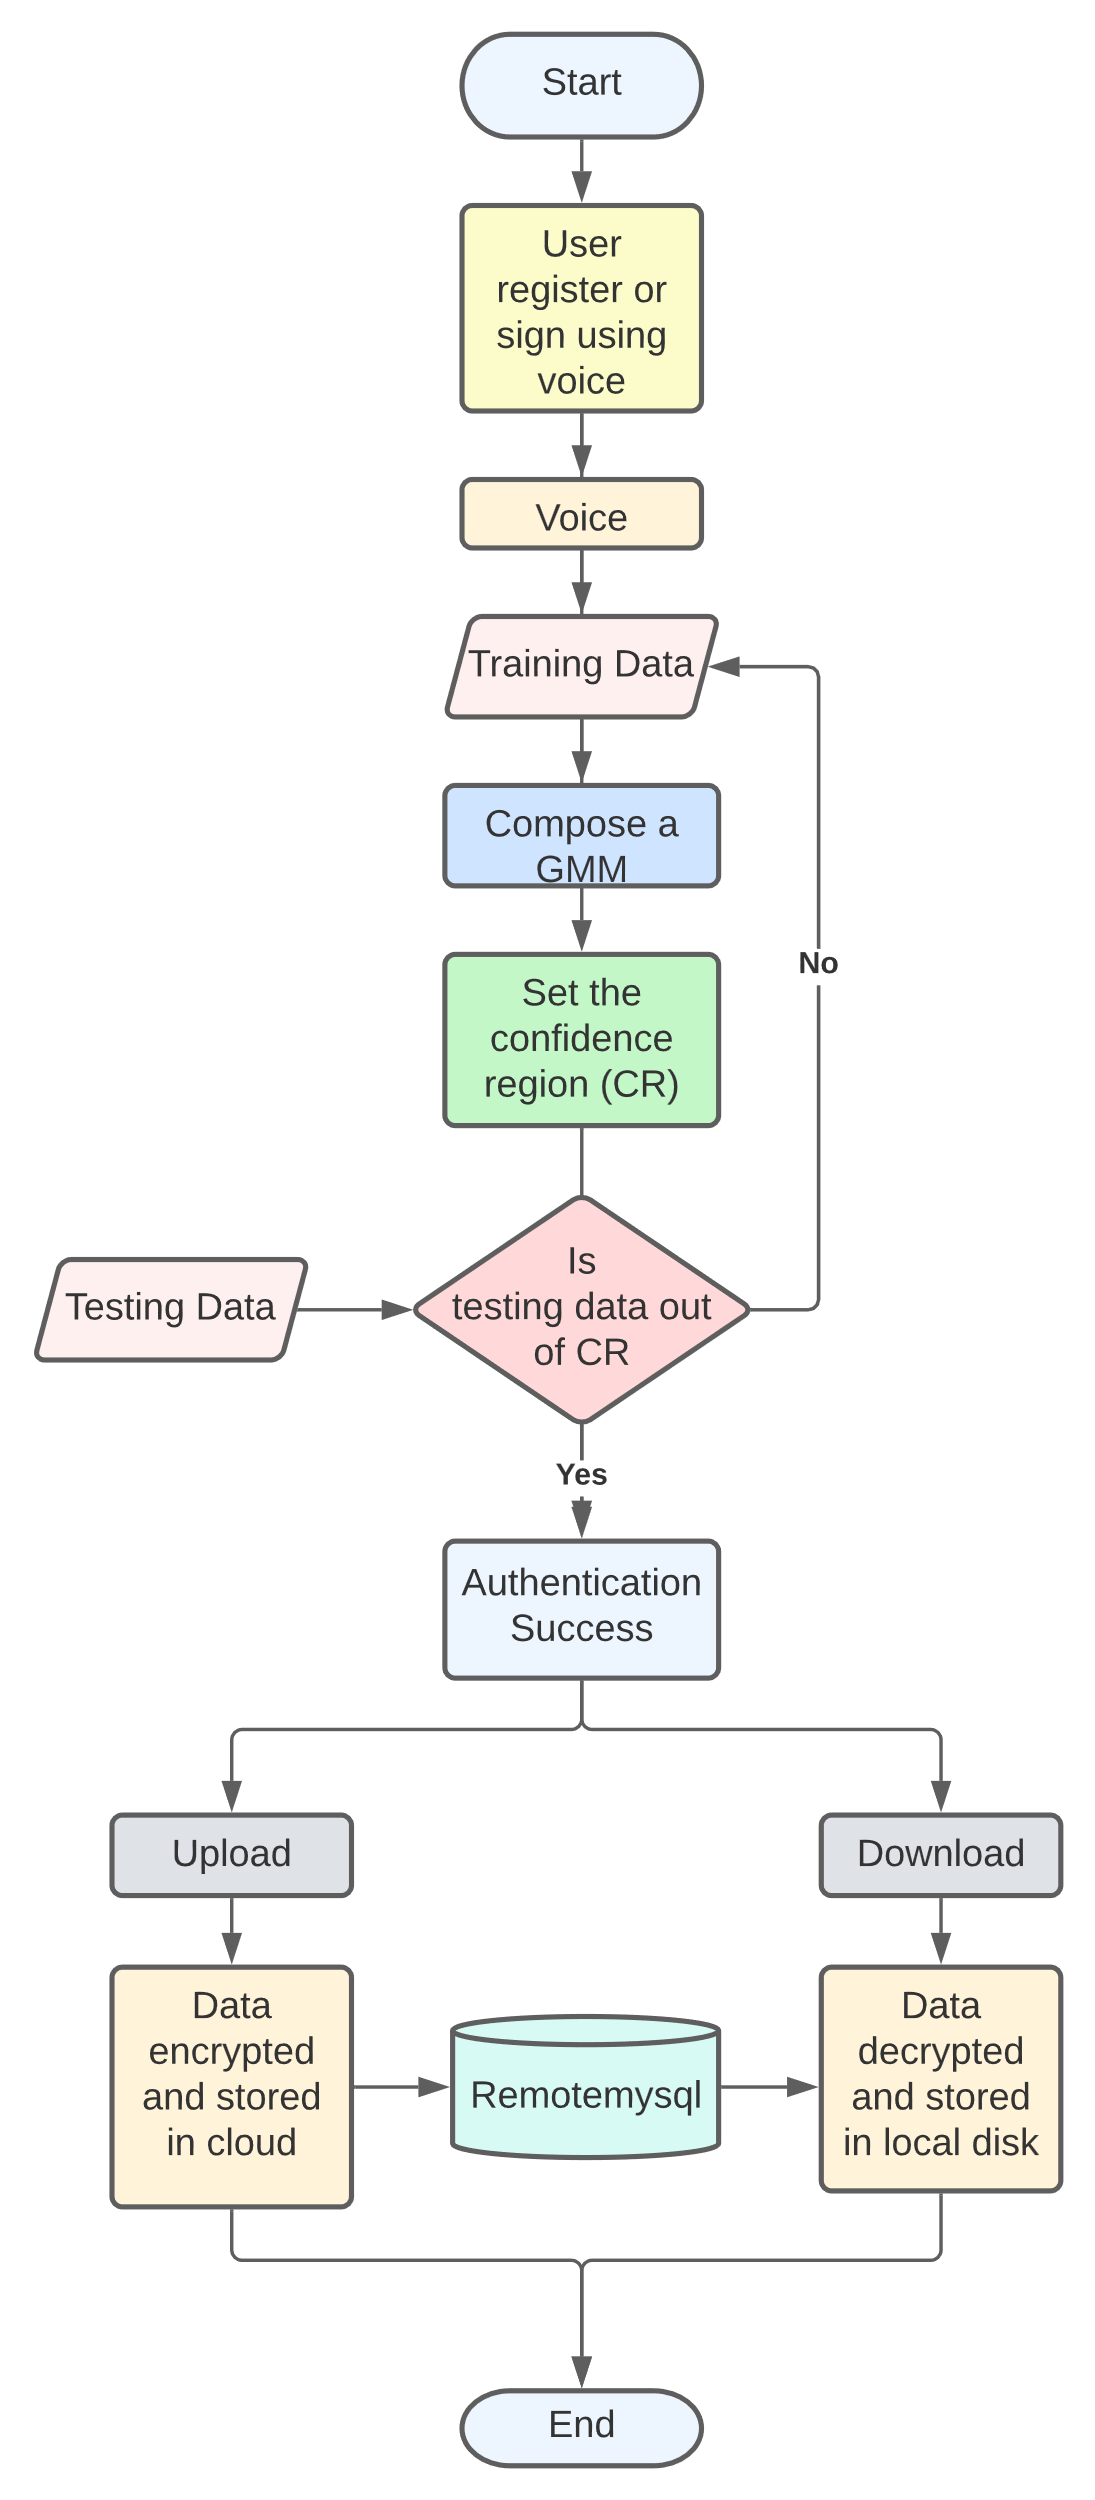 Start
User
register or
sign using
voice
Voice
Training Data
Compose a
GMM
No
Set the
confidence
region (CR)
Testing Data
Is
testing data out
of CR
Yes
Authentication
Success
Upload
Download
Data
encrypted
and stored
in cloud
Remotemysql
Data
decrypted
and stored
in local disk
End